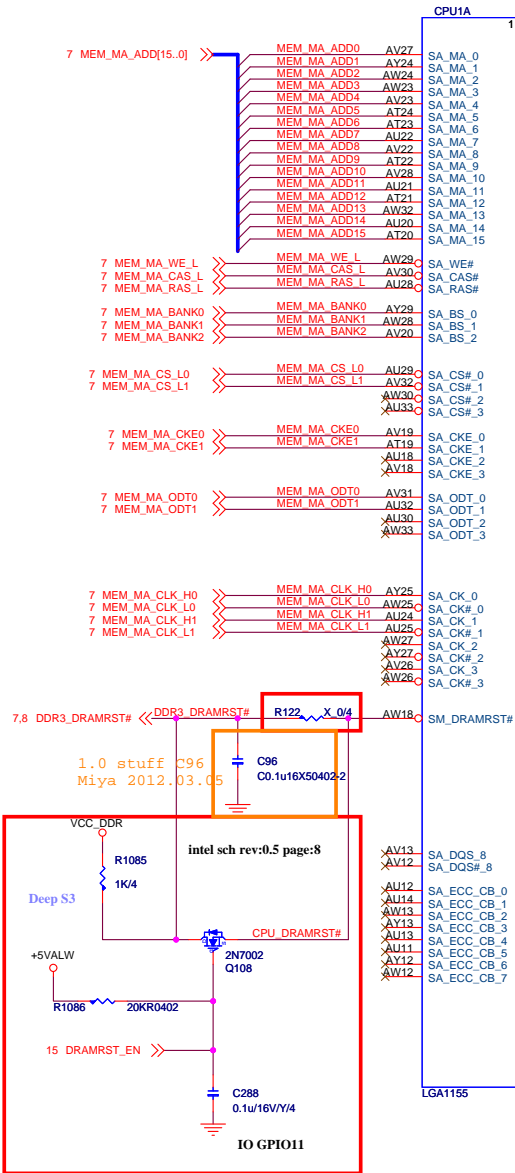 CPU1A
1
7 MEM_MA_ADD[15..0]
MEM_MA_ADD0 AV27 SA_MA_0
MEM_MA_ADD1 AY24 SA_MA_1
MEM_MA_ADD2 AW24 SA_MA_2
MEM_MA_ADD3 AW23 SA_MA_3
MEM_MA_ADD4 AV23 SA_MA_4
MEM_MA_ADD5 AT24 SA_MA_5
MEM_MA_ADD6 AT23 SA_MA_6
MEM_MA_ADD7 AU22 SA_MA_7
MEM_MA_ADD8 AV22 SA_MA_8
MEM_MA_ADD9 AT22 SA_MA_9
MEM_MA_ADD10 AV28 SA_MA_10
MEM_MA_ADD11 AU21 SA_MA_11
MEM_MA_ADD12 AT21 SA_MA_12
MEM_MA_ADD13 AW32 SA_MA_13
MEM_MA_ADD14 AU20 SA_MA_14
MEM_MA_ADD15 AT20 SA_MA_15
7 MEM_MA_WE_L MEM_MA_WE_L AW29 SA_WE#
7 MEM_MA_CAS_L MEM_MA_CAS_L AV30 SA_CAS#
7 MEM_MA_RAS_L MEM_MA_RAS_L AU28 SA_RAS#
7 MEM_MA_BANK0 MEM_MA_BANK0 AY29 SA_BS_0
7 MEM_MA_BANK1 MEM_MA_BANK1 AW28 SA_BS_1
7 MEM_MA_BANK2 MEM_MA_BANK2 AV20 SA_BS_2
7 MEM_MA_CS_L0 MEM_MA_CS_L0 AU29 SA_CS#_0
7 MEM_MA_CS_L1 MEM_MA_CS_L1 AV32 SA_CS#_1
AW30 SA_CS#_2
AU33 SA_CS#_3
7 MEM_MA_CKE0 MEM_MA_CKE0 AV19 SA_CKE_0
7 MEM_MA_CKE1 MEM_MA_CKE1 AT19 SA_CKE_1
AU18 SA_CKE_2
AV18 SA_CKE_3
7 MEM_MA_ODT0 MEM_MA_ODT0 AV31 SA_ODT_0
7 MEM_MA_ODT1 MEM_MA_ODT1 AU32 SA_ODT_1
AU30 SA_ODT_2
AW33 SA_ODT_3
7 MEM_MA_CLK_H0 MEM_MA_CLK_H0 AY25 SA_CK_0
7 MEM_MA_CLK_L0 MEM_MA_CLK_L0 AW25 SA_CK#_0
7 MEM_MA_CLK_H1 MEM_MA_CLK_H1 AU24 SA_CK_1
7 MEM_MA_CLK_L1 MEM_MA_CLK_L1 AU25 SA_CK#_1
AW27 SA_CK_2
AY27 SA_CK#_2
AV26 SA_CK_3
AW26 SA_CK#_3
7,8 DDR3_DRAMRST# DDR3_DRAMRST# R122 X_0/4 AW18 SM_DRAMRST#
1.0 stuff C96
Miya 2012.03.05
C96
C0.1u16X50402-2
VCC_DDR
intel sch rev:0.5 page:8
R1085
1K/4
Deep S3
CPU_DRAMRST#
2N7002
Q108
+5VALW
R1086 20KR0402
15 DRAMRST_EN
C288
0.1u/16V/Y/4
IO GPIO11
AV13 SA_DQS_8
AV12 SA_DQS#_8
AU12 SA_ECC_CB_0
AU14 SA_ECC_CB_1
AW13 SA_ECC_CB_2
AY13 SA_ECC_CB_3
AU13 SA_ECC_CB_4
AU11 SA_ECC_CB_5
AY12 SA_ECC_CB_6
AW12 SA_ECC_CB_7
LGA1155